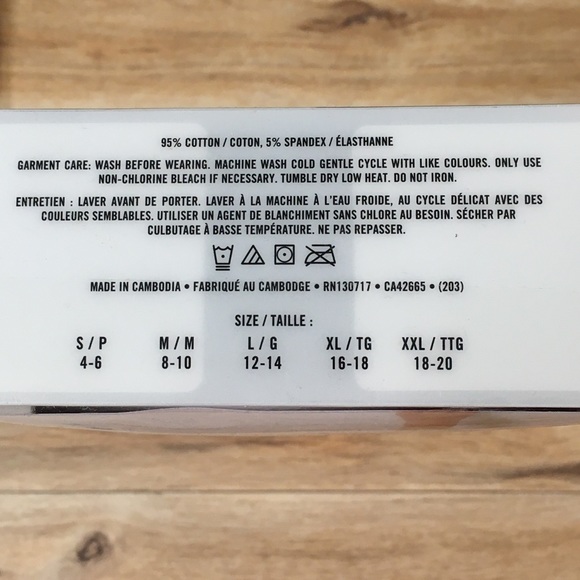 95% COTTON / COTON, 5% SPANDEX / ÉLASTHANNE
GARMENT CARE: WASH BEFORE WEARING. MACHINE WASH COLD GENTLE CYCLE WITH LIKE COLOURS. ONLY USE
NON-CHLORINE BLEACH IF NECESSARY. TUMBLE DRY LOW HEAT. DO NOT IRON.
ENTRETIEN : LAVER AVANT DE PORTER. LAVER À LA MACHINE À L'EAU FROIDE, AU CYCLE DÉLICAT AVEC DES
COULEURS SEMBLABLES. UTILISER UN AGENT DE BLANCHIMENT SANS CHLORE AU BESOIN. SÉCHER PAR
CULBUTAGE À BASSE TEMPÉRATURE. NE PAS REPASSER.
MADE IN CAMBODIA • FABRIQUÉ AU CAMBODGE • RN130717 • CA42665 • (203)
SIZE / TAILLE :
S / P M / M L / G XL / TG XXL / TTG
4-6 8-10 12-14 16-18 18-20